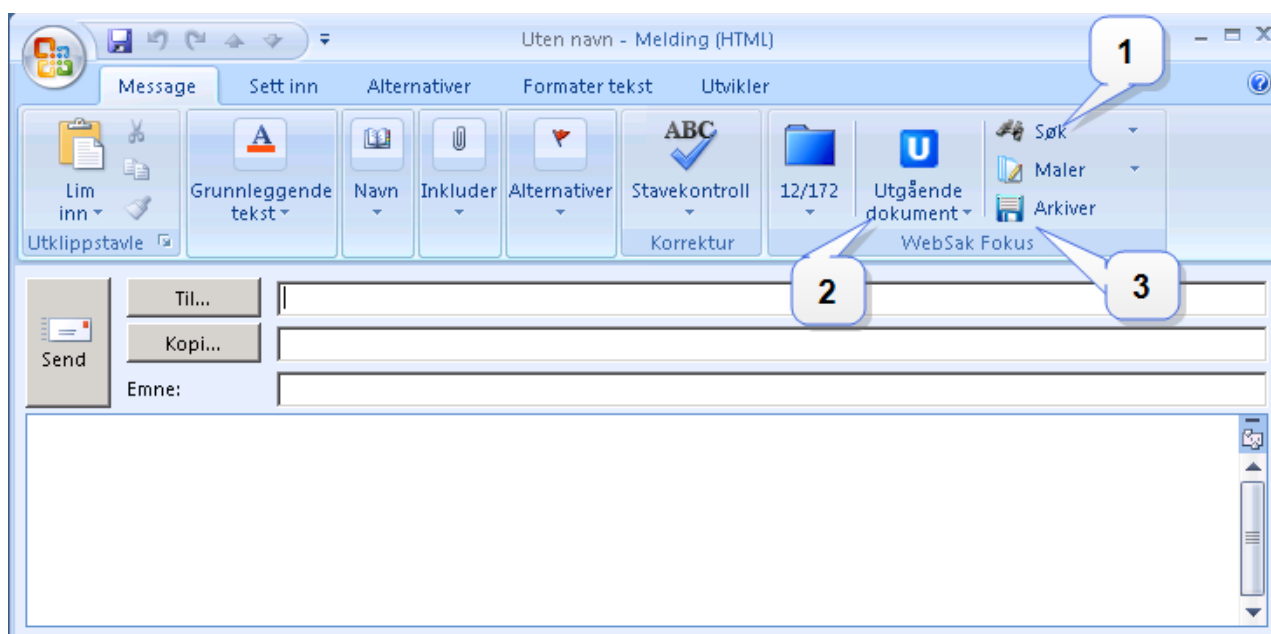 Uten navn - Melding (HTML)
1
Message Sett inn Alternativer Formater tekst Utvikler
Lim
inn
Utklippstavle
A
Grunnleggende
tekst
Navn
Inkluder
Alternativer
ABC
Stavekontroll
Korrektur
12/172
U
Utgående
dokument
Søk
Maler
Arkiver
WebSak Fokus
2
3
Send
Til...
Kopi...
Emne: